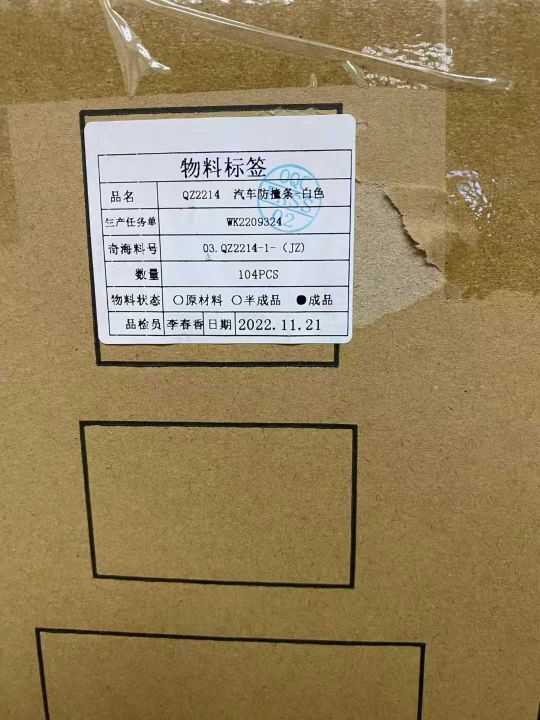 物料标签
品名 QZ2214 汽车防撞条-白色
生产任务单 WK2209324
奇海料号 03.QZ2214-1-（JZ）
数量 104PCS
物料状态 ○原材料 ○半成品 ●成品
品检员 李春香 日期 2022.11.21
OQC
02